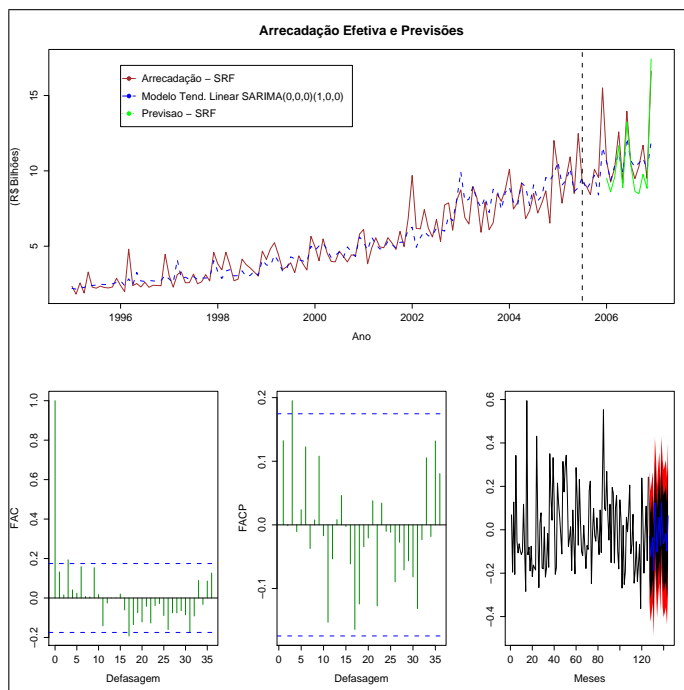 Arrecadação Efetiva e Previsões
Arrecadação – SRF
Modelo Tend. Linear SARIMA(0,0,0)(1,0,0)
Previsao – SRF
(R$ Bilhões)
5
10
15
1996
1998
2000
2002
2004
2006
Ano
FAC
−0.2
0.0
0.2
0.4
0.6
0.8
1.0
0 5 10 15 20 25 30 35
Defasagem
FACP
−0.1
0.0
0.1
0.2
0 5 10 15 20 25 30 35
Defasagem
−0.4
−0.2
0.0
0.2
0.4
0.6
0 20 40 60 80 120
Meses